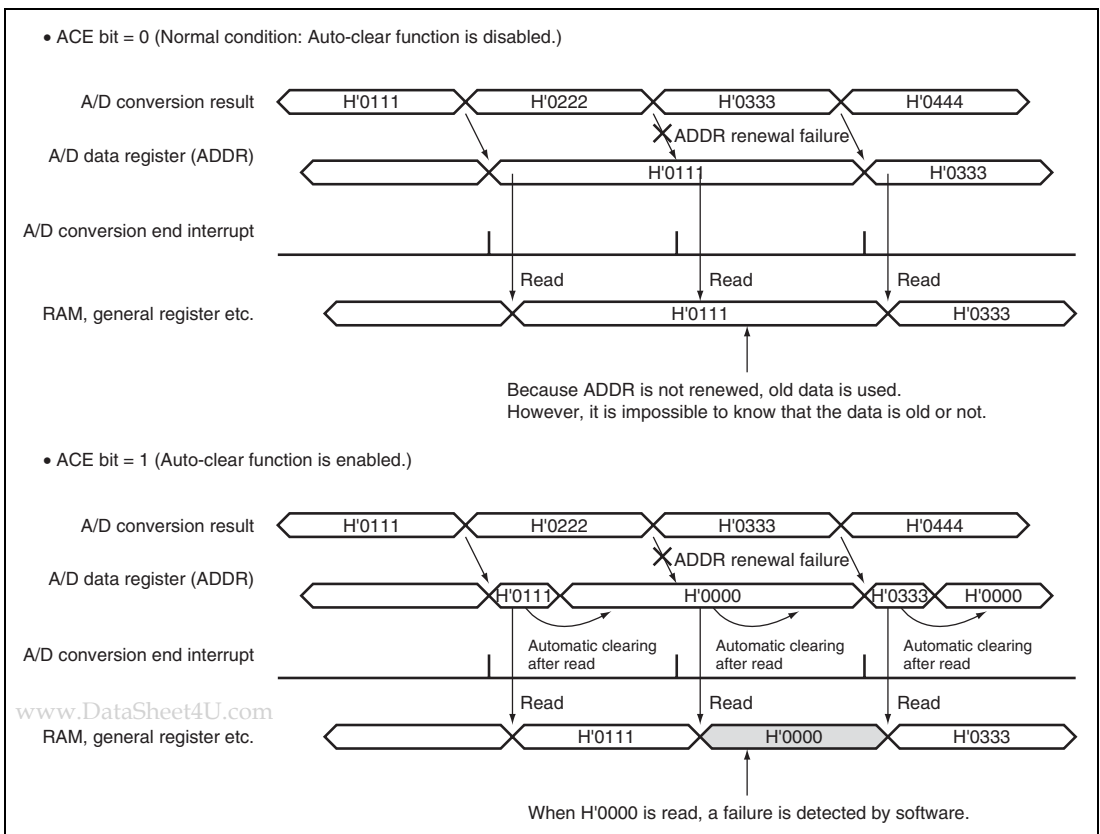 • ACE bit = 0 (Normal condition: Auto-clear function is disabled.)
A/D conversion result
H'0111
H'0222
H'0333
H'0444
ADDR renewal failure
A/D data register (ADDR)
H'0111
H'0333
A/D conversion end interrupt
Read
Read
Read
RAM, general register etc.
H'0111
H'0333
Because ADDR is not renewed, old data is used.
However, it is impossible to know that the data is old or not.
• ACE bit = 1 (Auto-clear function is enabled.)
A/D conversion result
H'0111
H'0222
H'0333
H'0444
ADDR renewal failure
A/D data register (ADDR)
H'0111
H'0000
H'0333
H'0000
Automatic clearing
after read
Automatic clearing
after read
Automatic clearing
after read
A/D conversion end interrupt
Read
Read
Read
www.DataSheet4U.com
RAM, general register etc.
H'0111
H'0000
H'0333
When H'0000 is read, a failure is detected by software.